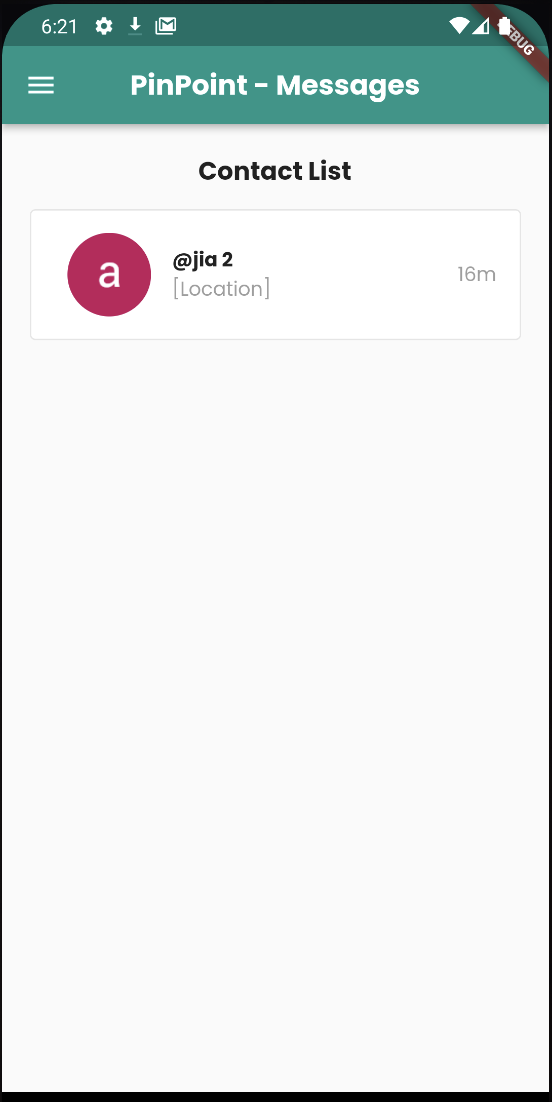 6:21
DEBUG
PinPoint - Messages
Contact List
a
@jia 2
[Location]
16m